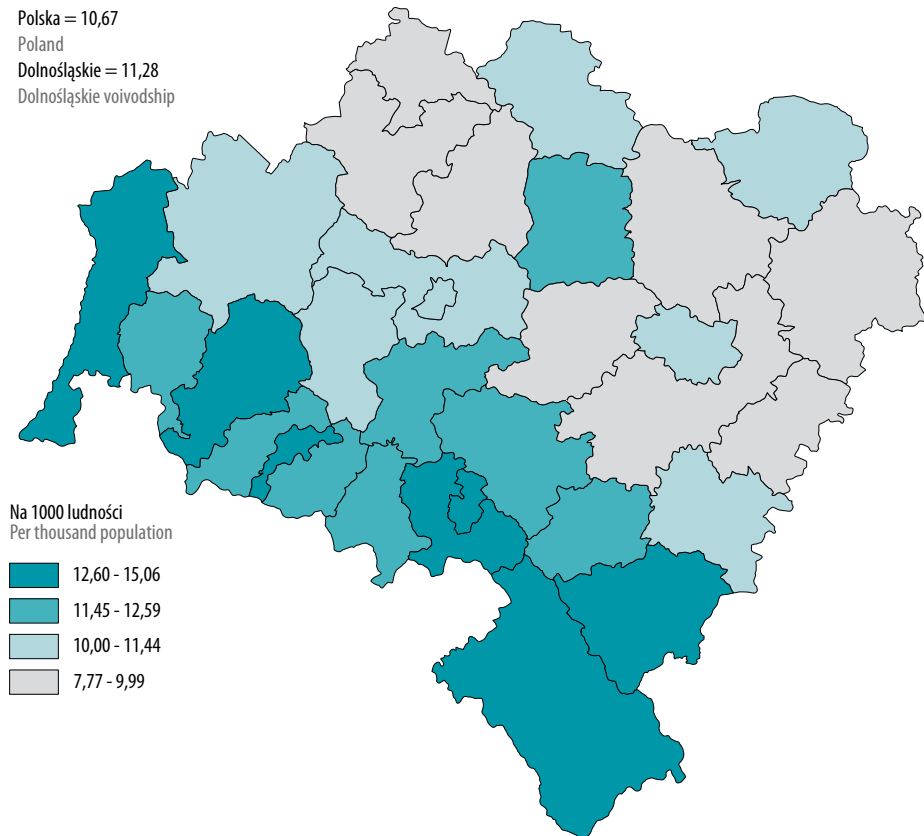 Polska = 10,67
Poland
Dolnośląskie = 11,28
Dolnośląskie voivodship
Na 1000 ludności
Per thousand population
12,60 - 15,06
11,45 - 12,59
10,00 - 11,44
7,77 - 9,99